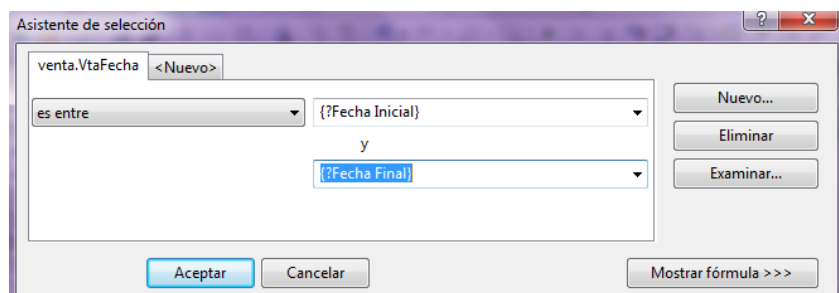 Asistente de selección
venta.VtaFecha <Nuevo>
es entre {?Fecha Inicial}
y
{?Fecha Final}
Nuevo...
Eliminar
Examinar...
Aceptar Cancelar Mostrar fórmula >>>